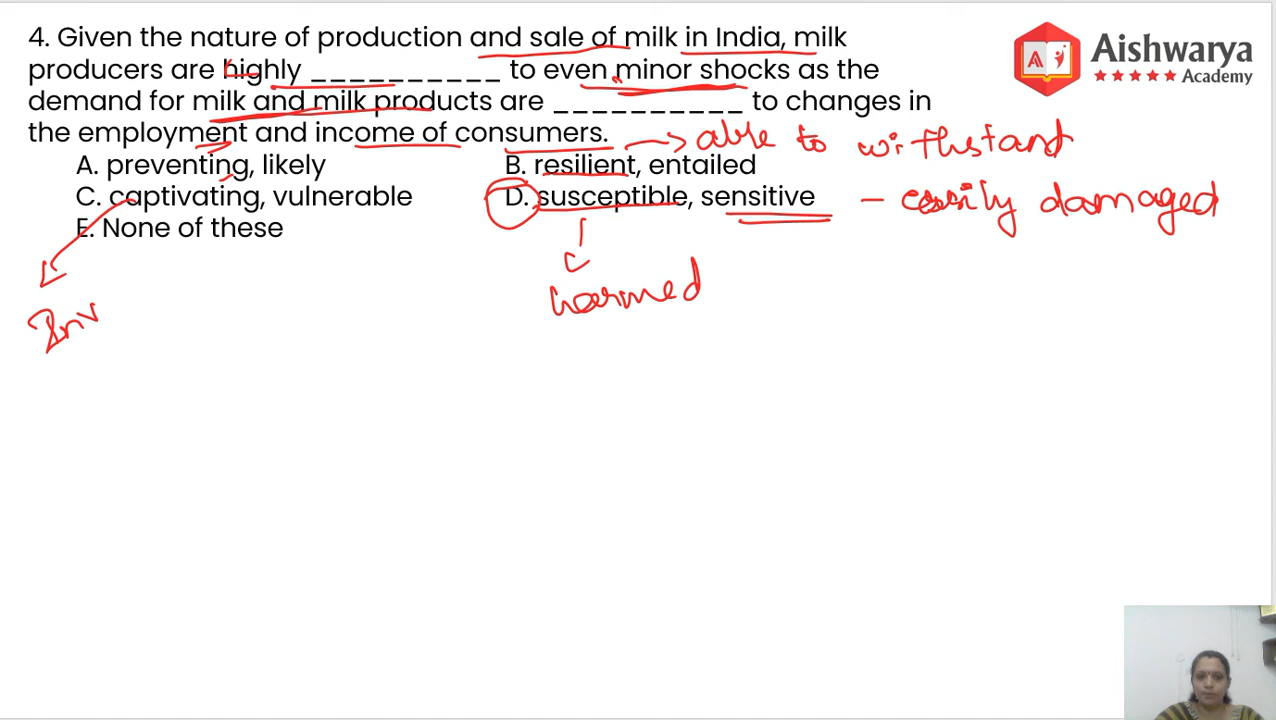 4. Given the nature of production and sale of milk in India, milk
producers are highly __________ to even minor shocks as the
demand for milk and milk products are __________ to changes in
the employment and income of consumers.
able to withstand
A. preventing, likely
B. resilient, entailed
C. captivating, vulnerable
D. susceptible, sensitive
- easily damaged
E. None of these
harmed
Inv
Aishwarya
Academy